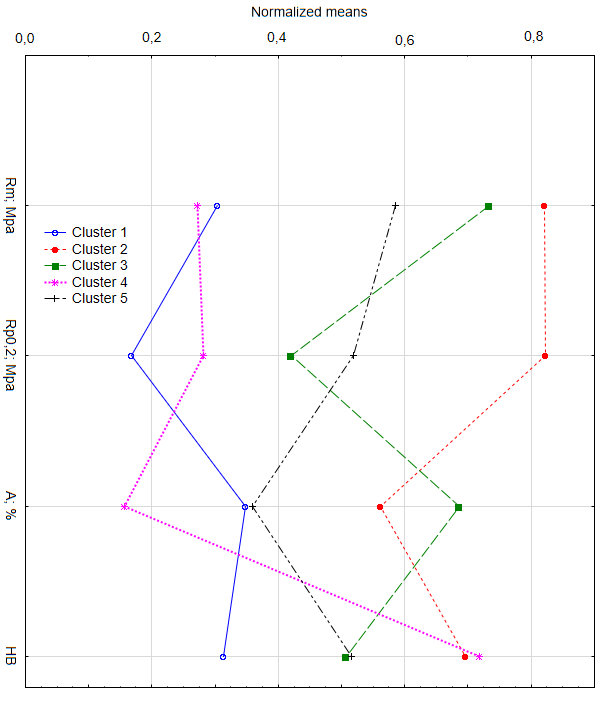 Normalized means
0,0
0,2
0,4
0,6
0,8
Rm; Mpa
Cluster 1
Cluster 2
Cluster 3
Cluster 4
Cluster 5
Rp0,2; Mpa
A; %
HB